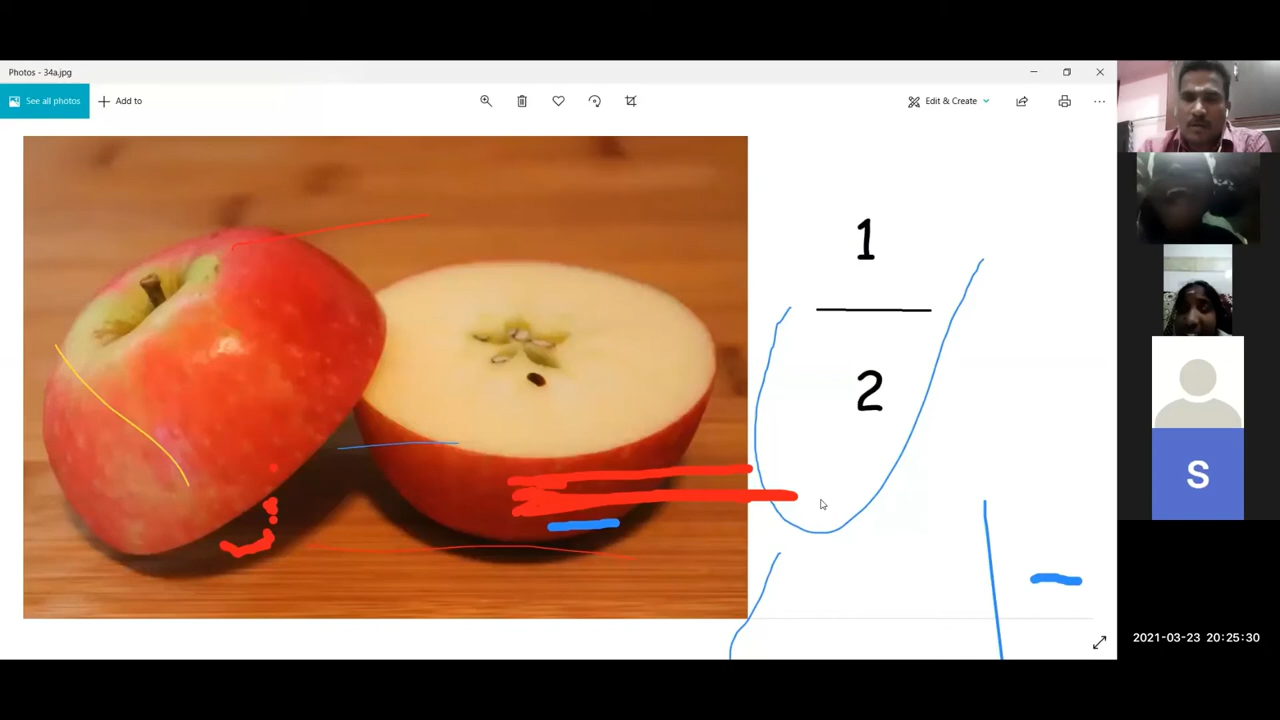 Photos - 34a.jpg
See all photos
Add to
Edit & Create
1
2
S
2021-03-23 20:25:30